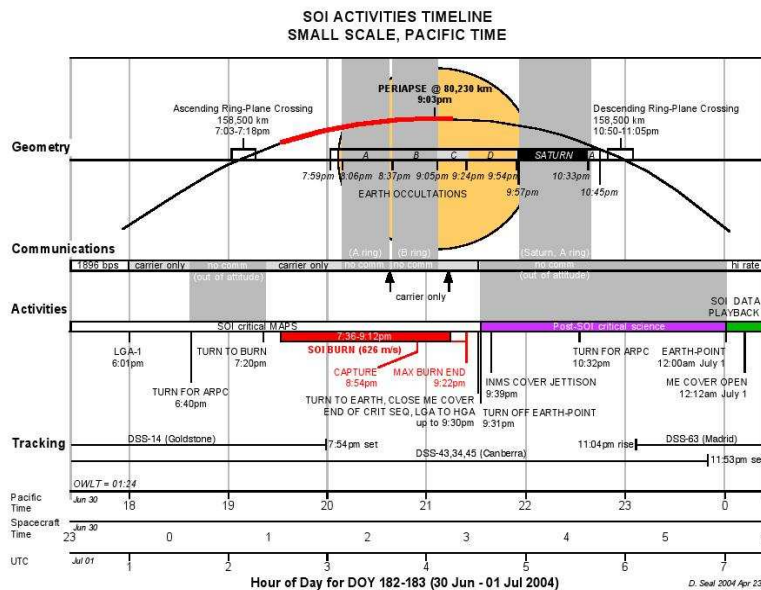 SOI ACTIVITIES TIMELINE
SMALL SCALE, PACIFIC TIME
PERIAPSE @ 80,230 km
9:03pm
Ascending Ring-Plane Crossing
158,500 km
7:03-7:18pm
Descending Ring-Plane Crossing
158,500 km
10:50-11:05pm
Geometry
A
B
C
D
SATURN
A
7:59pm
8:06pm
8:37pm
9:05pm
9:24pm
9:54pm
9:57pm
10:33pm
10:45pm
EARTH OCCULTATIONS
Communications
(A ring)
(B ring)
(Saturn, A ring)
1896 bps
carrier only
no comm
(out of attitude)
carrier only
no comm
no comm
no comm
(out of attitude)
hi rate
carrier only
SOI DATA
PLAYBACK
Activities
SOI critical MAPS
7:36-9:12pm
Post-SOI critical science
SOI BURN (626 m/s)
LGA-1
6:01pm
TURN TO BURN
7:20pm
TURN FOR ARPC
6:40pm
CAPTURE
8:54pm
MAX BURN END
9:22pm
TURN TO EARTH, CLOSE ME COVER
END OF CRIT SEQ, LGA TO HGA
up to 9:30pm
INMS COVER JETTISON
9:39pm
TURN OFF EARTH-POINT
9:31pm
TURN FOR ARPC
10:32pm
EARTH-POINT
12:00am July 1
ME COVER OPEN
12:12am July 1
Tracking
DSS-14 (Goldstone)
7:54pm set
11:04pm rise
DSS-63 (Madrid)
DSS-43,34,45 (Canberra)
11:53pm se
OWLT = 01:24
Pacific
Time
Jun 30
18 19 20 21 22 23 0
Spacecraft
Time
Jun 30
23 0 1 2 3 4 5
UTC
Jul 01
1 2 3 4 5 6 7
Hour of Day for DOY 182-183 (30 Jun - 01 Jul 2004)
D. Seal 2004 Apr 23